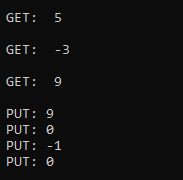 GET:  5
GET:  -3
GET:  9
PUT: 9
PUT: 0
PUT: -1
PUT: 0